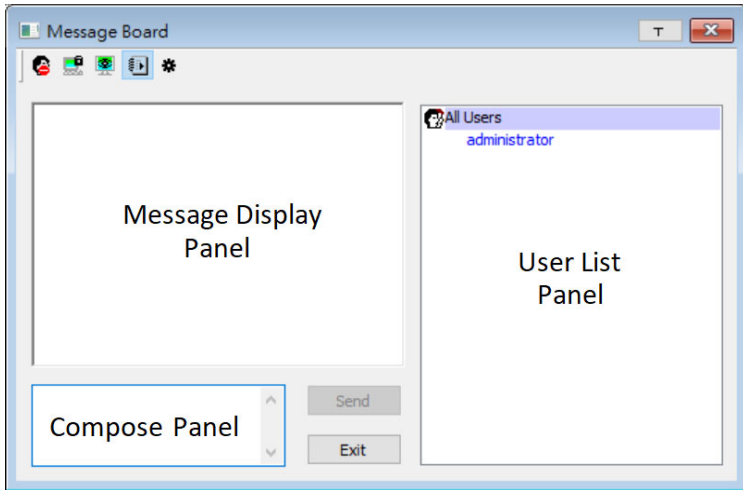 Message Board
T
All Users
administrator
Message Display
Panel
User List
Panel
Compose Panel
Send
Exit